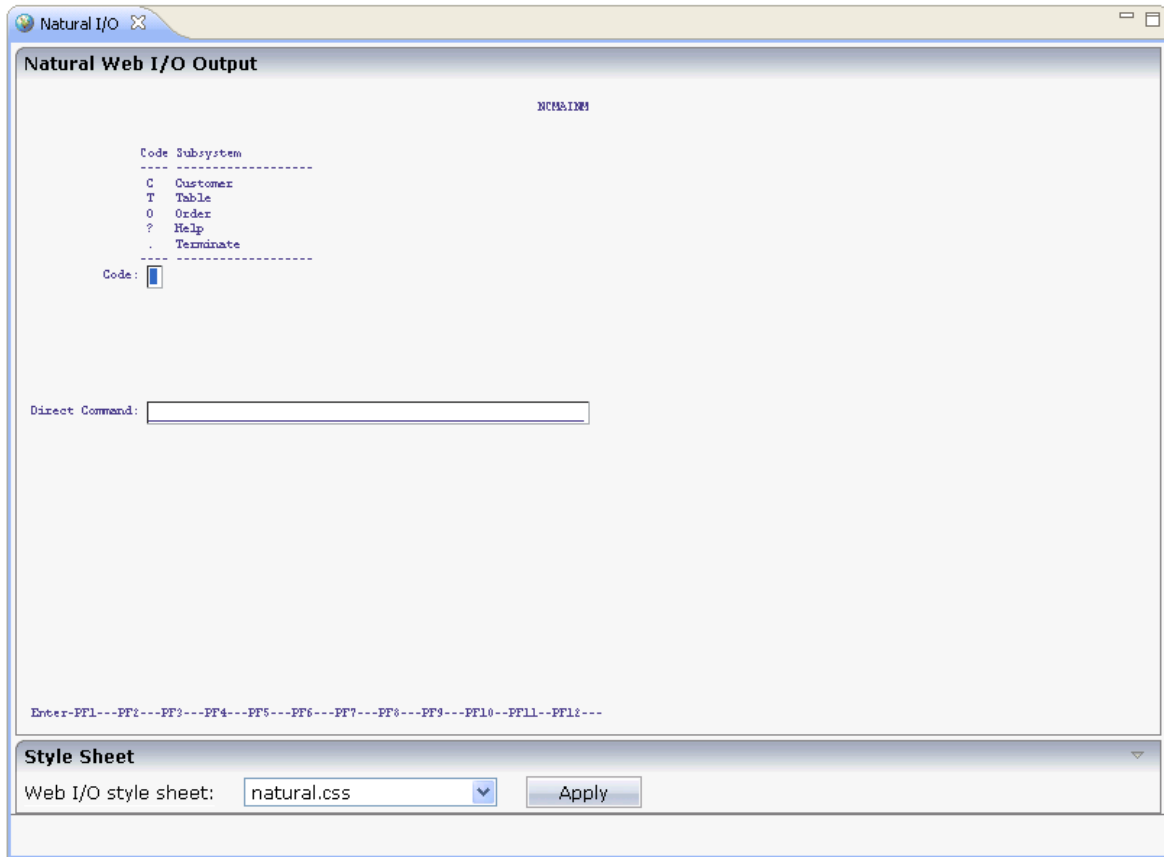 Natural I/O
Natural Web I/O Output
NCMAINM
Code Subsystem
---- -------------------
C Customer
T Table
O Order
? Help
. Terminate
---- -------------------
Code:
Direct Command:
Enter-PF1---PF2---PF3---PF4---PF5---PF6---PF7---PF8---PF9---PF10--PF11--PF12---
Style Sheet
Web I/O style sheet: natural.css Apply